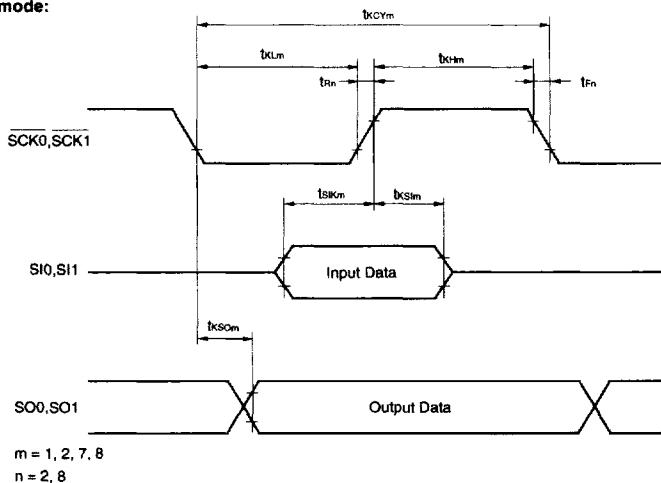 mode:
tKCYm
tKLm
tKHm
tRn
tFn
SCK0,SCK1
tSIKm
tKSIm
SI0,SI1
Input Data
tKSOm
SO0,SO1
Output Data
m = 1, 2, 7, 8
n = 2, 8